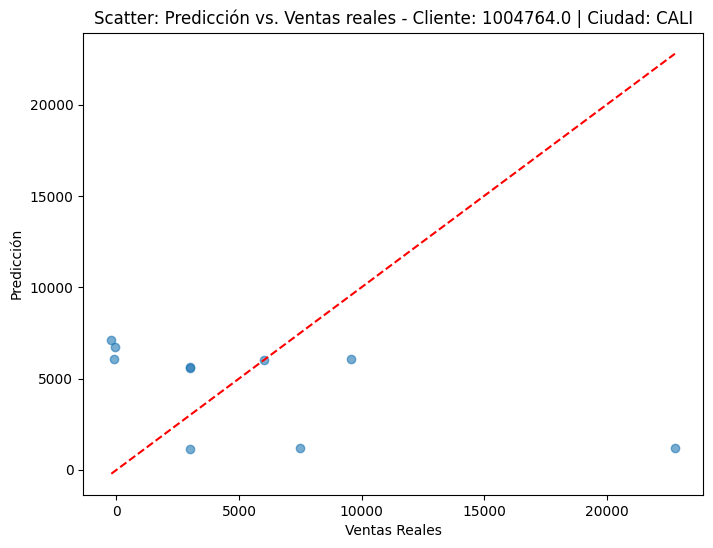 Scatter: Predicción vs. Ventas reales - Cliente: 1004764.0 | Ciudad: CALI
20000
15000
10000
5000
0
Predicción
0 5000 10000 15000 20000
Ventas Reales